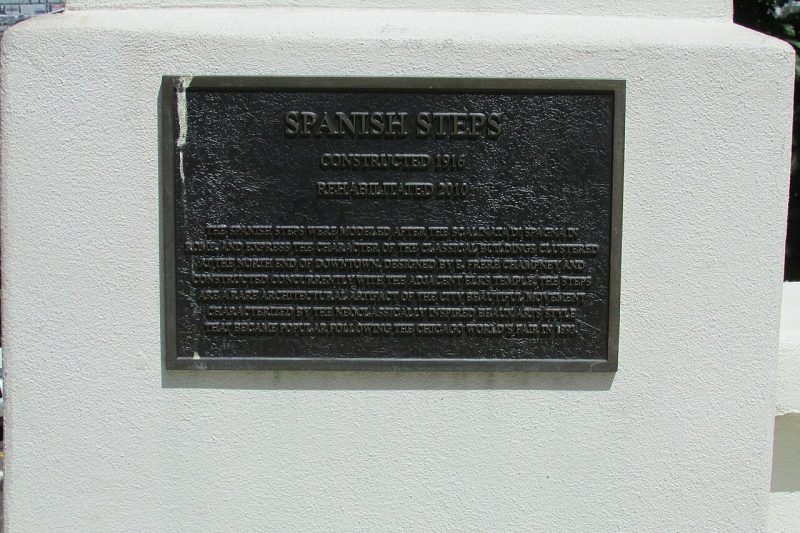 SPANISH STEPS
CONSTRUCTED 1916
REHABILITATED 2010
THE SPANISH STEPS WERE MODELED AFTER THE SCALINATA DI SPAGNA IN
ROME, AND EXPRESS THE CHARACTER OF THE CLASSICAL BUILDINGS CLUSTERED
AT THE NORTH END OF DOWNTOWN. DESIGNED BY E. FRERE CHAMPNEY AND
CONSTRUCTED CONCURRENTLY WITH THE ADJACENT ELKS TEMPLE, THE STEPS
ARE A RARE ARCHITECTURAL ARTIFACT OF THE CITY BEAUTIFUL MOVEMENT
CHARACTERIZED BY THE NEOCLASSICALLY INSPIRED BEAUX ARTS STYLE
THAT BECAME POPULAR FOLLOWING THE CHICAGO WORLD'S FAIR IN 1893.